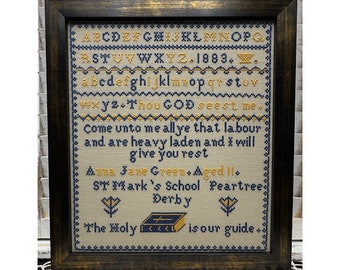 ABCDEFGHIJKLMNOPQ
RSTUVWXYZ. 1883.
abcdefghijklmnopqrstuv
wxyz. Thou GOD seest me.
Come unto me all ye that labour
and are heavy laden and I will
give you rest
Anna Jane Green. Aged 11.
ST Mark's School Peartree
Derby
The Holy is our guide.